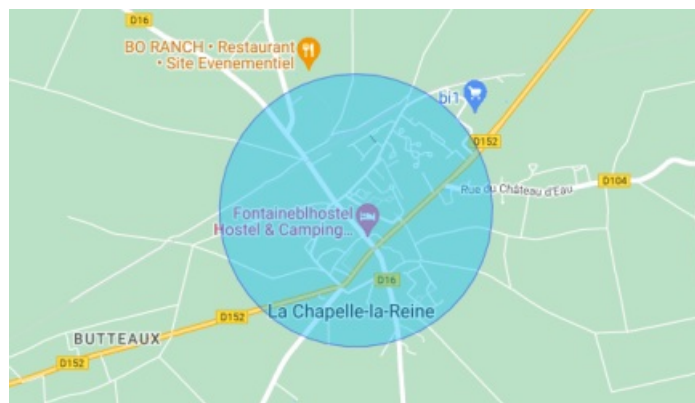 D16
BO RANCH • Restaurant
• Site Evenementiel
bi1
D152
Rue du Château d'Eau
D104
Fontaineblhostel
Hostel & Camping...
D16
La Chapelle-la-Reine
D152
BUTTEAUX
D152